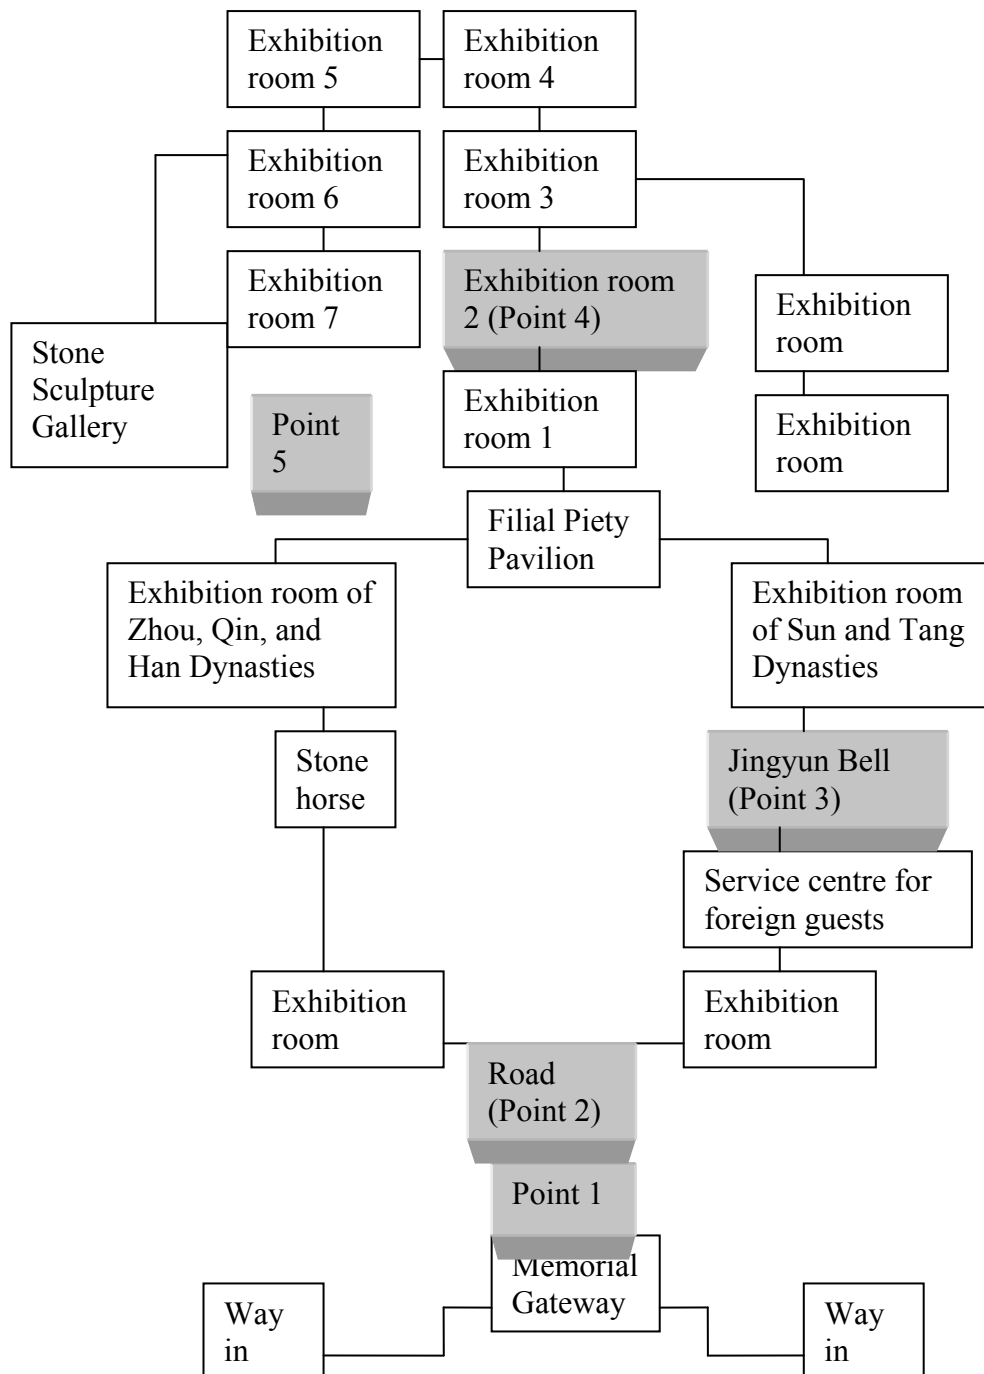 Exhibition
room 5
Exhibition
room 4
Exhibition
room 6
Exhibition
room 3
Exhibition
room 7
Exhibition room
2 (Point 4)
Exhibition
room
Stone
Sculpture
Gallery
Point
5
Exhibition
room 1
Exhibition
room
Filial Piety
Pavilion
Exhibition room of
Zhou, Qin, and
Han Dynasties
Exhibition room
of Sun and Tang
Dynasties
Stone
horse
Jingyun Bell
(Point 3)
Service centre for
foreign guests
Exhibition
room
Exhibition
room
Road
(Point 2)
Point 1
Memorial
Gateway
Way
in
Way
in